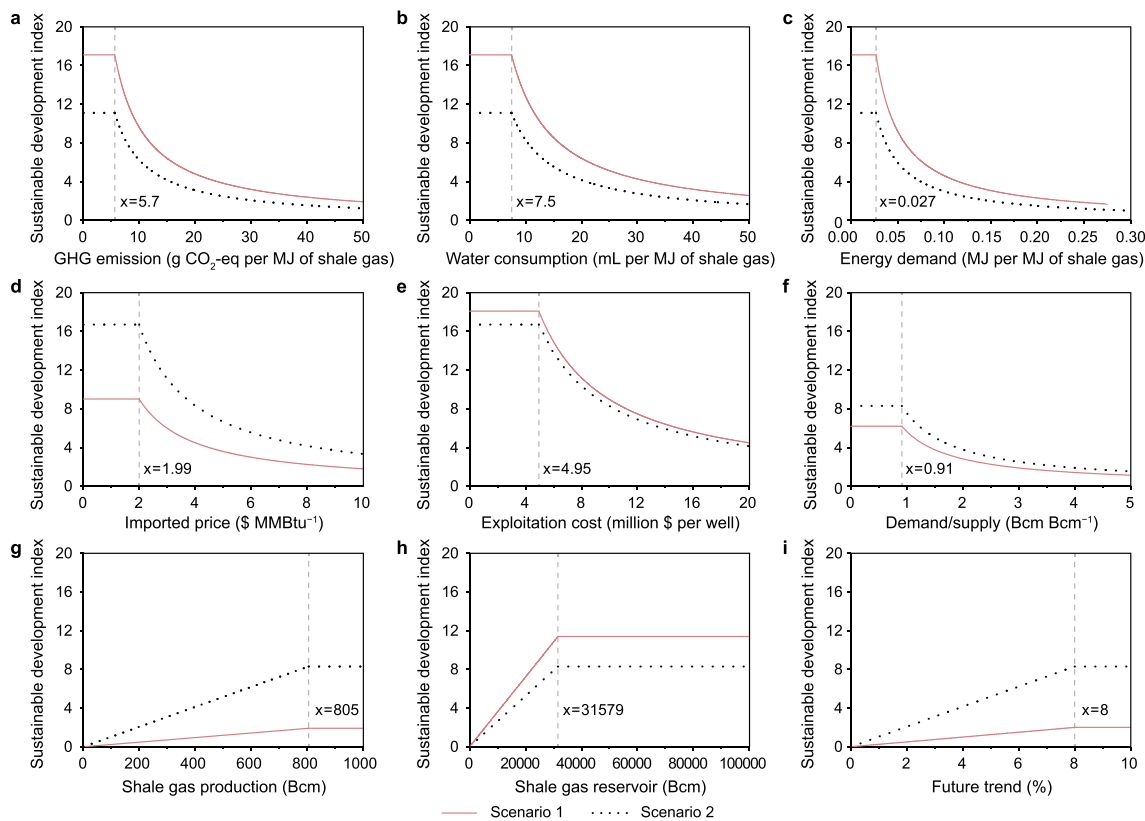 a
b
c
Sustainable development index
20
16
12
8
4
0
x=5.7
0 10 20 30 40 50
GHG emission (g CO₂-eq per MJ of shale gas)
Sustainable development index
20
16
12
8
4
0
x=7.5
0 10 20 30 40 50
Water consumption (mL per MJ of shale gas)
Sustainable development index
20
16
12
8
4
0
x=0.027
0.00 0.05 0.10 0.15 0.20 0.25 0.30
Energy demand (MJ per MJ of shale gas)
d
e
f
Sustainable development index
20
16
12
8
4
0
x=1.99
0 2 4 6 8 10
Imported price ($ MMBtu⁻¹)
Sustainable development index
20
16
12
8
4
0
x=4.95
0 4 8 12 16 20
Exploitation cost (million $ per well)
Sustainable development index
20
16
12
8
4
0
x=0.91
0 1 2 3 4 5
Demand/supply (Bcm Bcm⁻¹)
g
h
i
Sustainable development index
20
16
12
8
4
0
x=805
0 200 400 600 800 1000
Shale gas production (Bcm)
Sustainable development index
20
16
12
8
4
0
x=31579
0 20000 40000 60000 80000 100000
Shale gas reservoir (Bcm)
Sustainable development index
20
16
12
8
4
0
x=8
0 2 4 6 8 10
Future trend (%)
Scenario 1 Scenario 2